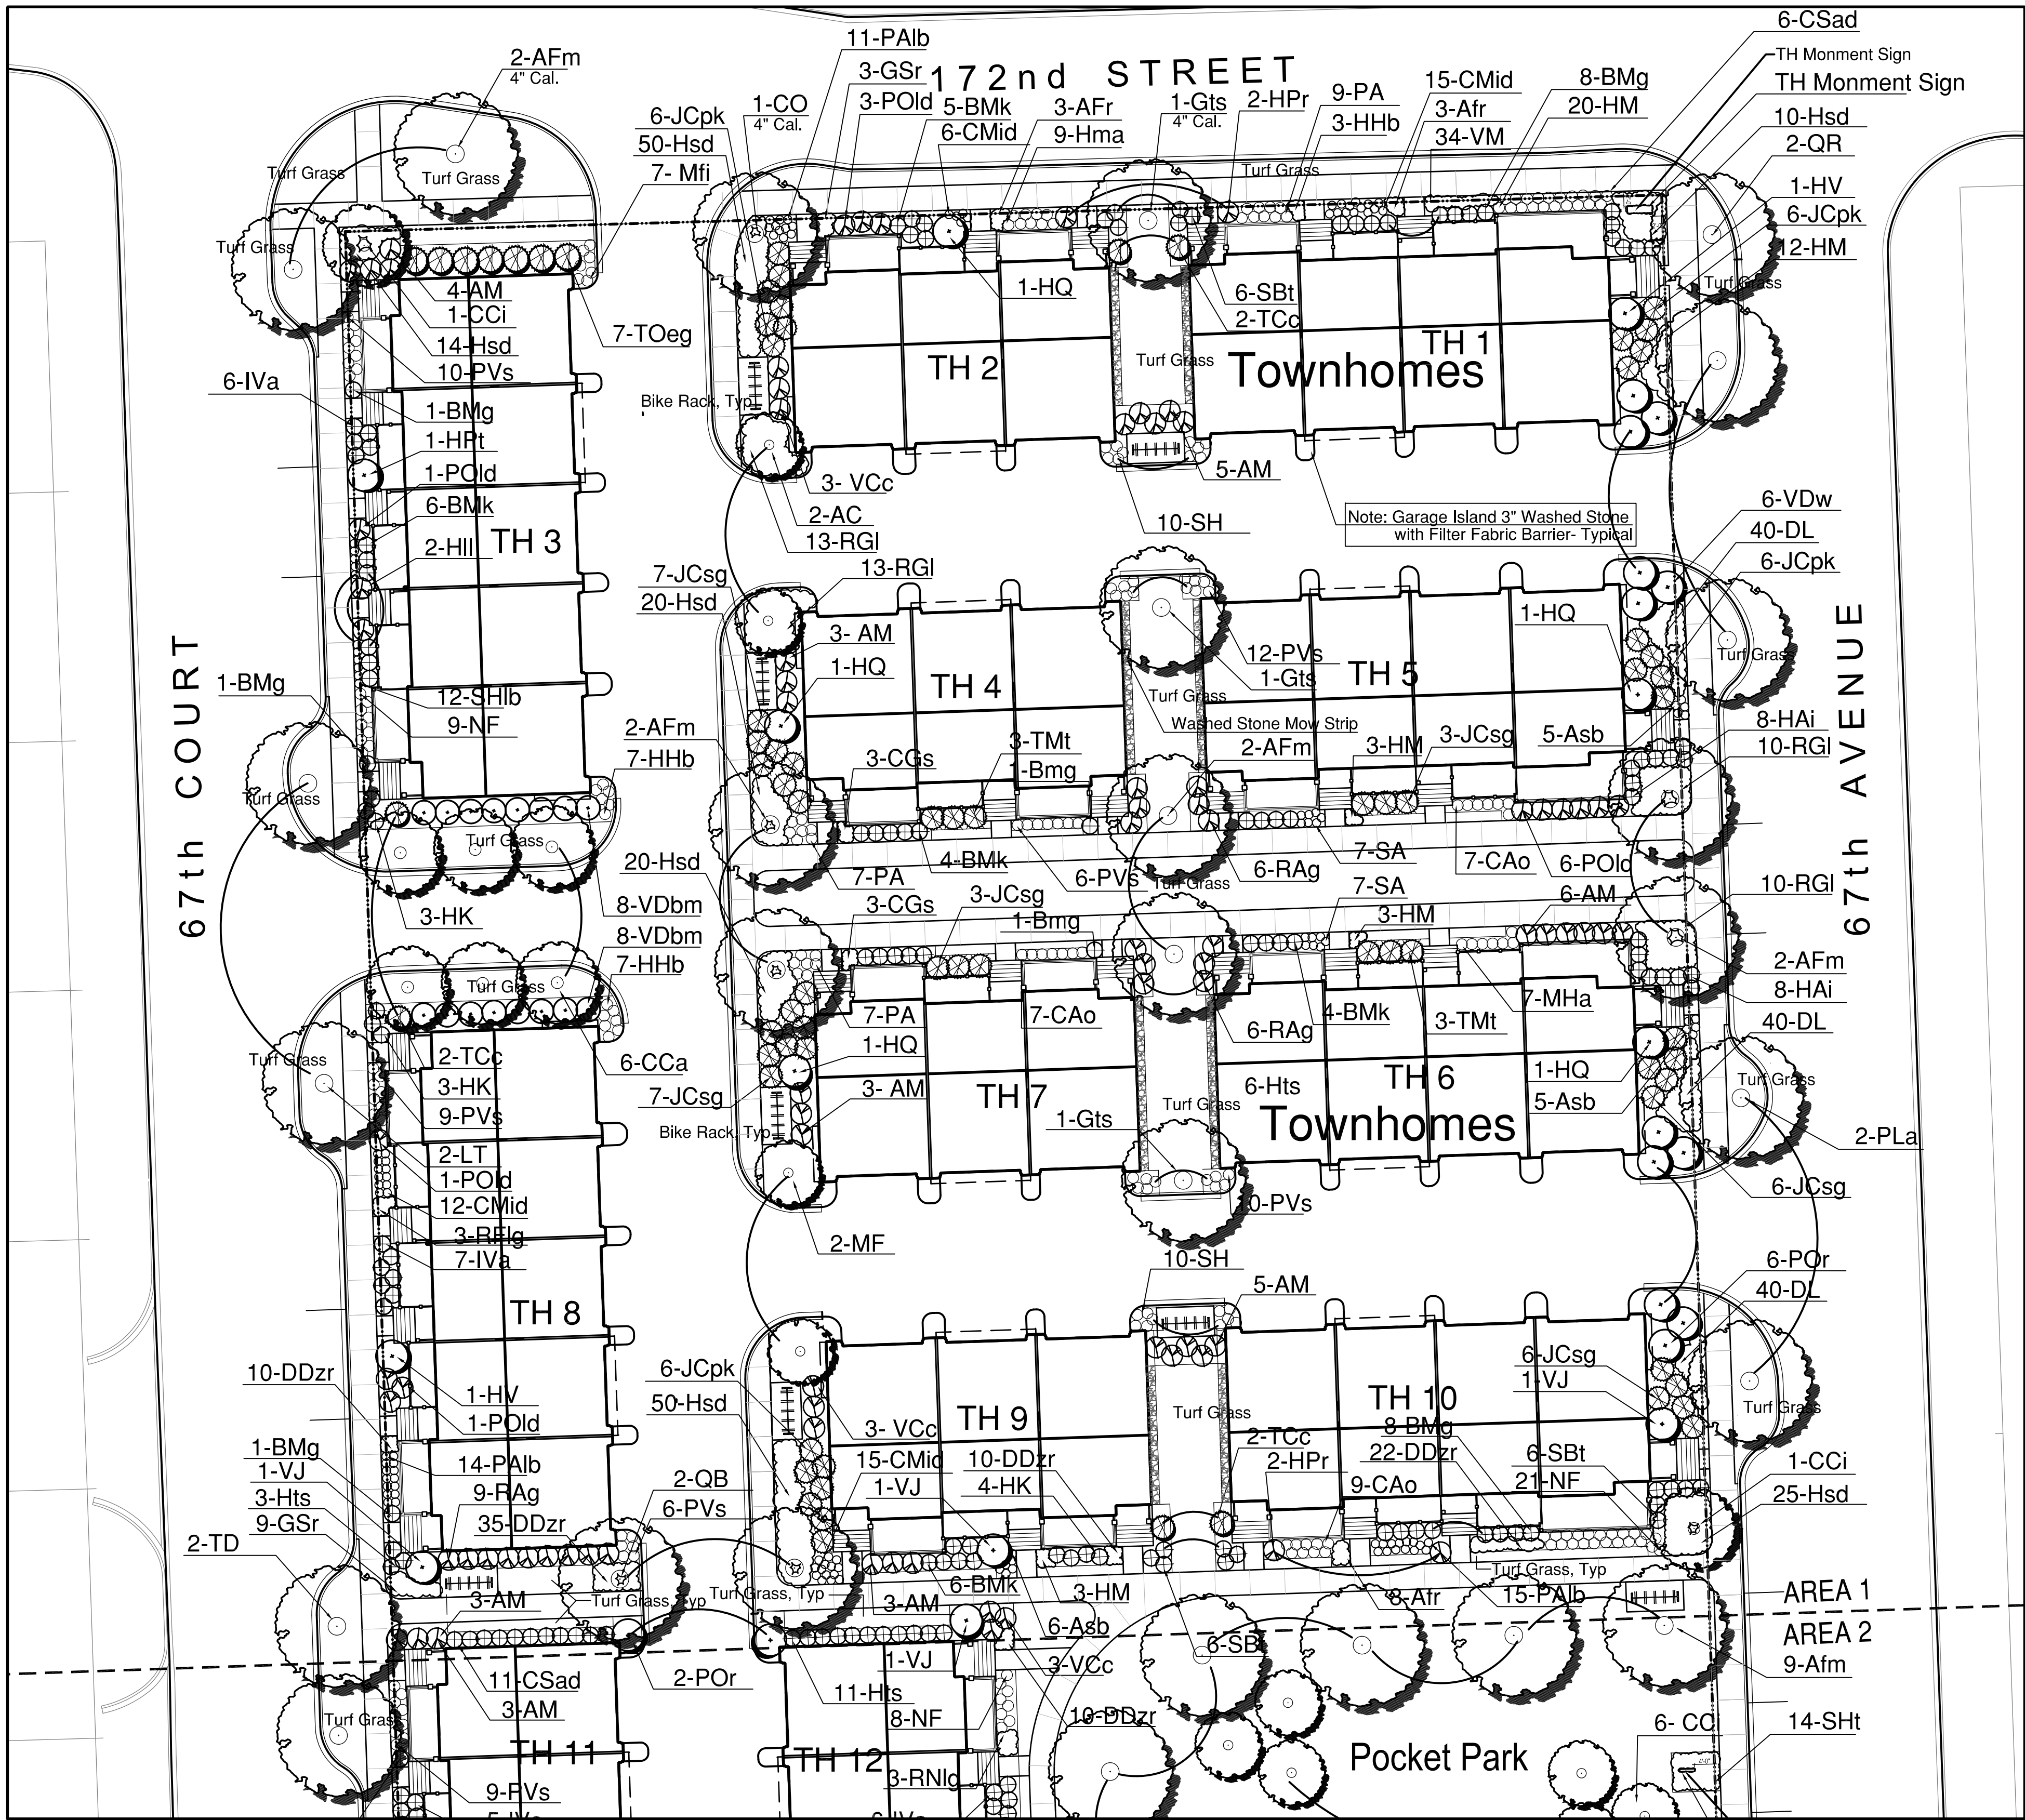 6-CSad
TH Monment Sign
TH Monment Sign
11-PAlb
2-AFm
4" Cal.
3-GSr
172nd STREET
1-CO
4" Cal.
3-POld
5-BMk
3-AFr
1-Gts
4" Cal.
2-HPr
9-PA
15-CMid
8-BMg
6-JCpk
6-CMid
9-Hma
3-HHb
3-Afr
20-HM
10-Hsd
50-Hsd
34-VM
2-QR
7- Mfi
Turf Grass
Turf Grass
Turf Grass
1-HV
6-JCpk
Turf Grass
12-HM
4-AM
1-HQ
6-SBt
Turf Grass
1-CCi
2-TCc
7-TOeg
14-Hsd
TH 1
10-PVs
TH 2
Turf Grass
Townhomes
6-IVa
1-BMg
Bike Rack, Typ
1-HPt
1-POld
3- VCc
5-AM
6-BMk
2-AC
10-SH
Note: Garage Island 3" Washed Stone
with Filter Fabric Barrier- Typical
6-VDw
2-HII
TH 3
13-RGl
40-DL
7-JCsg
13-RGl
6-JCpk
20-Hsd
1-HQ
3- AM
1-HQ
12-PVs
Turf Grass
67th COURT
67th AVENUE
1-BMg
TH 4
1-Gts
TH 5
12-SHlb
Turf Grass
9-NF
Washed Stone Mow Strip
8-HAi
2-AFm
3-TMt
2-AFm
3-HM
3-JCsg
5-Asb
10-RGl
7-HHb
3-CGs
1-Bmg
Turf Grass
Turf Grass
20-Hsd
4-BMk
7-SA
7-CAo
6-POld
7-PA
6-PVs
Turf Grass
6-RAg
3-HK
8-VDbm
3-CGs
3-JCsg
7-SA
6-AM
10-RGl
1-Bmg
3-HM
8-VDbm
7-HHb
2-AFm
Turf Grass
8-HAi
7-PA
7-CAo
4-BMk
7-MHa
3-TMt
40-DL
Turf Grass
2-TCc
6-CCa
1-HQ
6-RAg
1-HQ
3-HK
7-JCsg
3- AM
TH 7
6-Hts
TH 6
5-Asb
Turf Grass
9-PVs
Bike Rack, Typ
Turf Grass
1-Gts
Townhomes
2-PLa
2-LT
1-POld
6-JCsg
12-CMid
10-PVs
3-RFlg
2-MF
7-IVa
10-SH
6-POr
5-AM
40-DL
TH 8
10-DDzr
6-JCpk
6-JCsg
1-HV
1-VJ
50-Hsd
TH 9
TH 10
1-POld
3- VCc
Turf Grass
Turf Grass
1-BMg
8-BMg
2-TCc
1-VJ
14-PAlb
15-CMid
10-DDzr
22-DDzr
6-SBt
1-CCi
3-Hts
9-RAg
2-QB
1-VJ
4-HK
2-HPr
9-CAo
21-NF
25-Hsd
9-GSr
35-DDzr
6-PVs
2-TD
Turf Grass, Typ
Turf Grass, Typ
Turf Grass, Typ
3-AM
6-BMk
3-AM
3-HM
8-Afr
15-PAlb
AREA 1
6-Asb
AREA 2
6-SBt
1-VJ
3-VCc
9-Afm
11-CSad
2-POr
11-Hts
3-AM
8-NF
10-DDzr
Turf Grass
6- CC
14-SHt
TH 11
TH 12
Pocket Park
9-PVs
3-RNlg